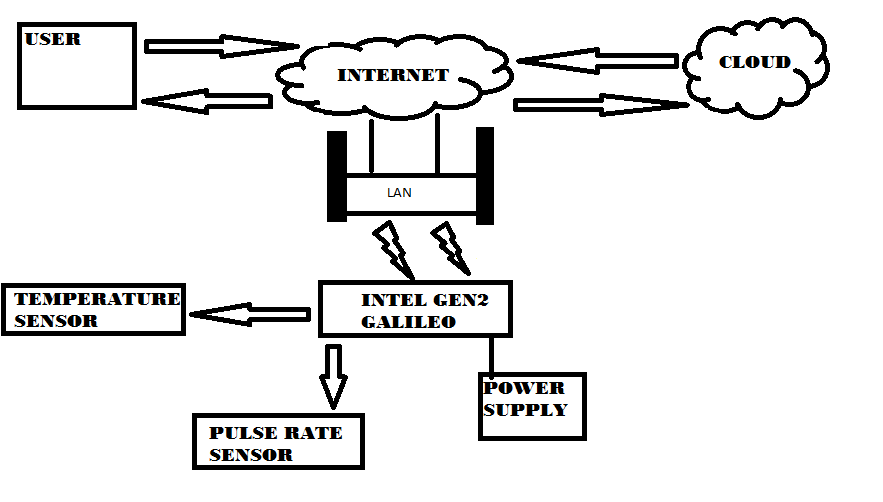 USER
INTERNET
CLOUD
LAN
INTEL GEN2
GALILEO
TEMPERATURE
SENSOR
POWER
SUPPLY
PULSE RATE
SENSOR